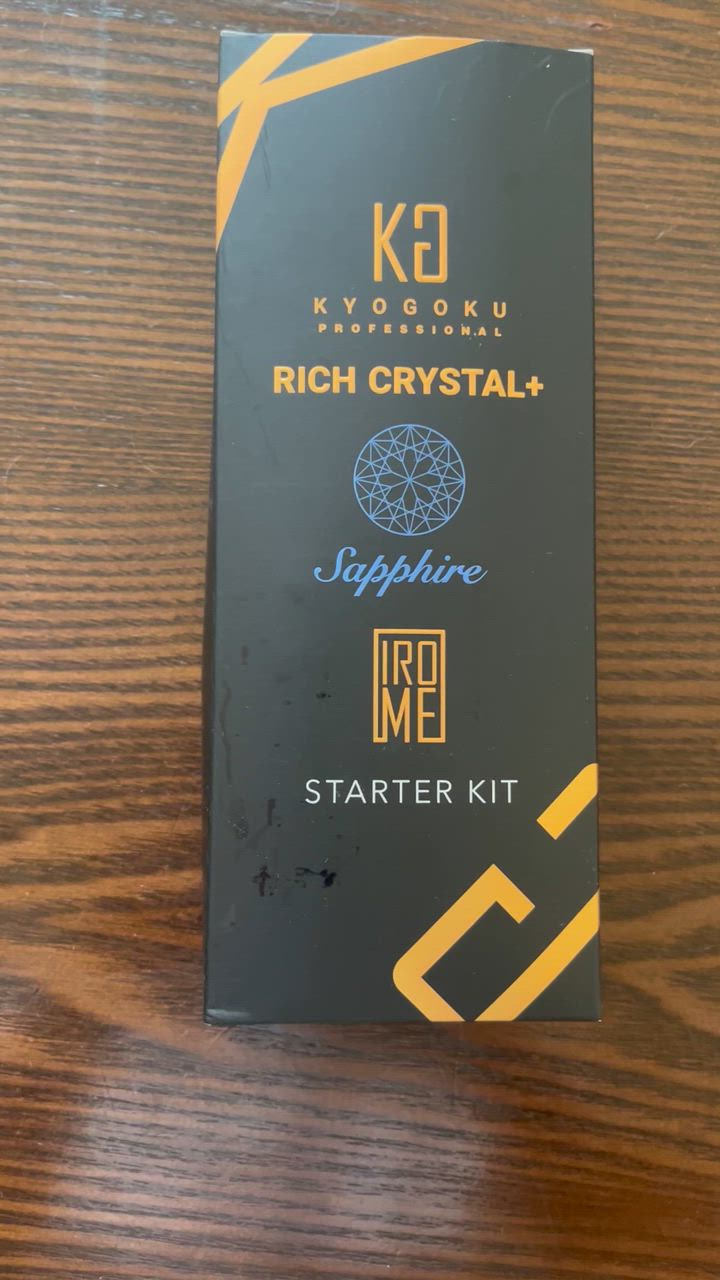 KG
KYOGOKU
PROFESSIONAL
RICH CRYSTAL+
Sapphire
IRO
ME
STARTER KIT